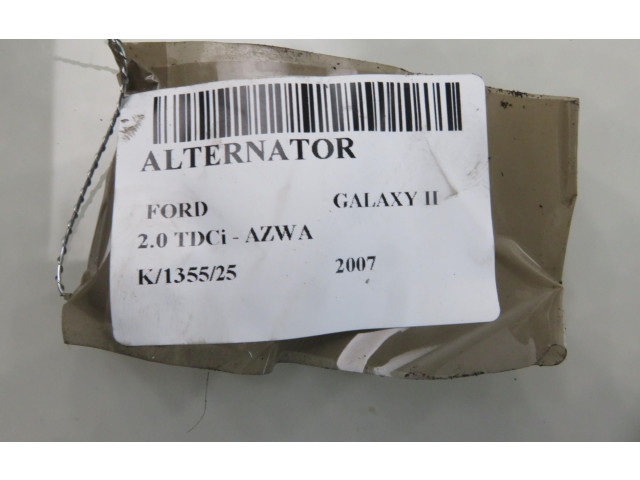 ALTERNATOR
FORD GALAXY II
2.0 TDCi - AZWA
K/1355/25 2007